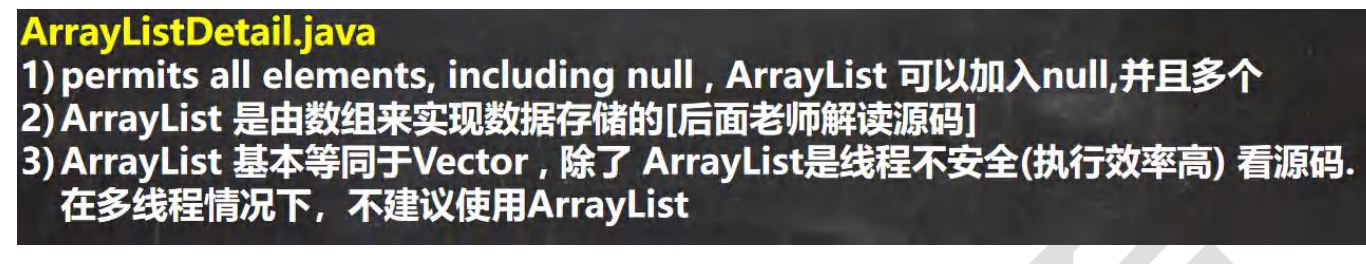 ArrayListDetail.java
1) permits all elements, including null , ArrayList 可以加入null,并且多个
2) ArrayList 是由数组来实现数据存储的[后面老师解读源码]
3) ArrayList 基本等同于Vector , 除了 ArrayList是线程不安全(执行效率高) 看源码.
在多线程情况下，不建议使用ArrayList